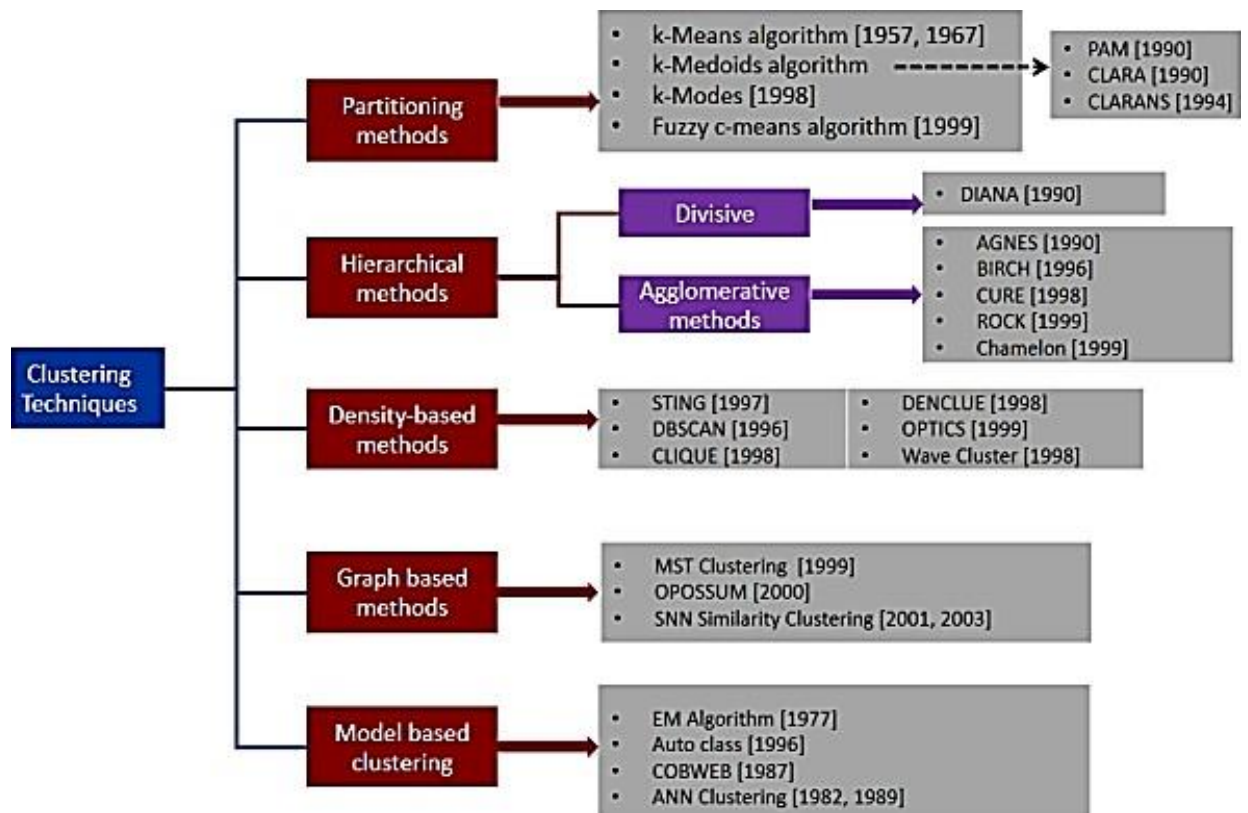 Clustering
Techniques
Partitioning
methods
• k-Means algorithm [1957, 1967]
• k-Medoids algorithm
• k-Modes [1998]
• Fuzzy c-means algorithm [1999]
• PAM [1990]
• CLARA [1990]
• CLARANS [1994]
Hierarchical
methods
Divisive
• DIANA [1990]
Agglomerative
methods
• AGNES [1990]
• BIRCH [1996]
• CURE [1998]
• ROCK [1999]
• Chamelon [1999]
Density-based
methods
• STING [1997]
• DBSCAN [1996]
• CLIQUE [1998]
• DENCLUE [1998]
• OPTICS [1999]
• Wave Cluster [1998]
Graph based
methods
• MST Clustering [1999]
• OPOSSUM [2000]
• SNN Similarity Clustering [2001, 2003]
Model based
clustering
• EM Algorithm [1977]
• Auto class [1996]
• COBWEB [1987]
• ANN Clustering [1982, 1989]